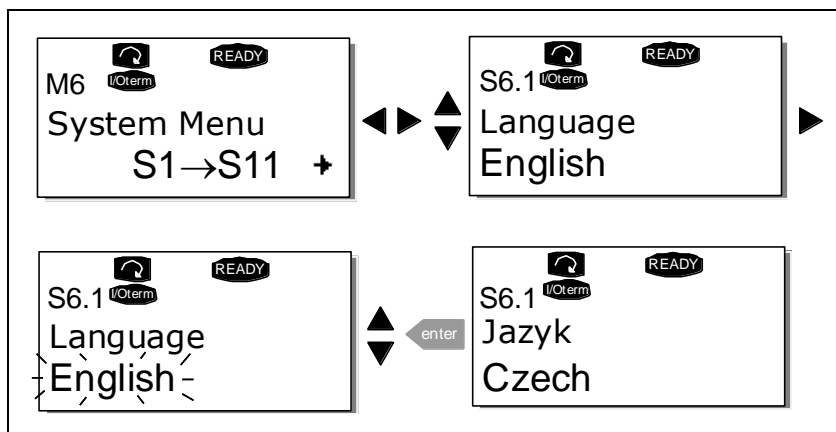 READY
M6 I/Oterm
System Menu
S1→S11
READY
S6.1 I/Oterm
Language
English
READY
S6.1 I/Oterm
Language
English
enter
READY
S6.1 I/Oterm
Jazyk
Czech